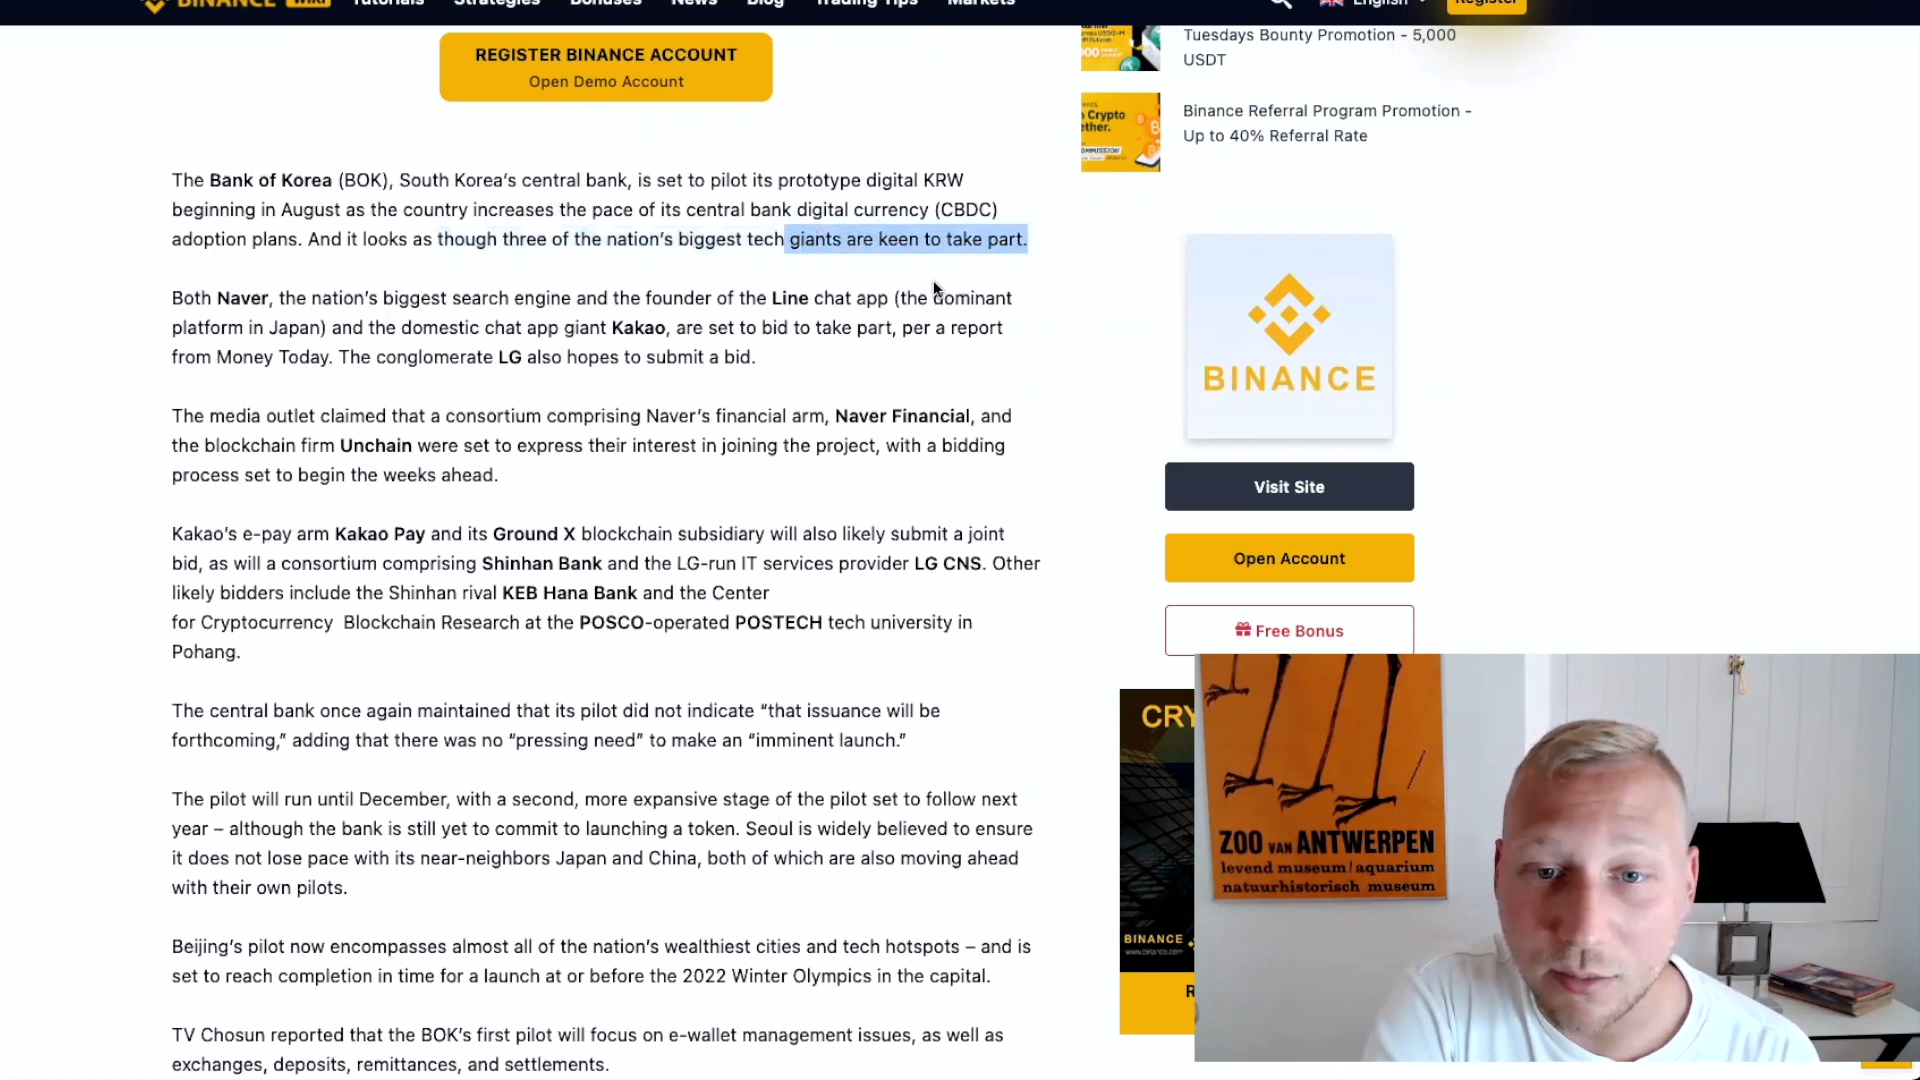 BINANCE WIKI Tutorials Strategies Bonuses News Blog Trading Tips Markets English Register
REGISTER BINANCE ACCOUNT
Open Demo Account
The Bank of Korea (BOK), South Korea’s central bank, is set to pilot its prototype digital KRW
beginning in August as the country increases the pace of its central bank digital currency (CBDC)
adoption plans. And it looks as though three of the nation’s biggest tech giants are keen to take part.
Both Naver, the nation’s biggest search engine and the founder of the Line chat app (the dominant
platform in Japan) and the domestic chat app giant Kakao, are set to bid to take part, per a report
from Money Today. The conglomerate LG also hopes to submit a bid.
The media outlet claimed that a consortium comprising Naver’s financial arm, Naver Financial, and
the blockchain firm Unchain were set to express their interest in joining the project, with a bidding
process set to begin the weeks ahead.
Kakao’s e-pay arm Kakao Pay and its Ground X blockchain subsidiary will also likely submit a joint
bid, as will a consortium comprising Shinhan Bank and the LG-run IT services provider LG CNS. Other
likely bidders include the Shinhan rival KEB Hana Bank and the Center
for Cryptocurrency  Blockchain Research at the POSCO-operated POSTECH tech university in
Pohang.
The central bank once again maintained that its pilot did not indicate “that issuance will be
forthcoming,” adding that there was no “pressing need” to make an “imminent launch.”
The pilot will run until December, with a second, more expansive stage of the pilot set to follow next
year – although the bank is still yet to commit to launching a token. Seoul is widely believed to ensure
it does not lose pace with its near-neighbors Japan and China, both of which are also moving ahead
with their own pilots.
Beijing’s pilot now encompasses almost all of the nation’s wealthiest cities and tech hotspots – and is
set to reach completion in time for a launch at or before the 2022 Winter Olympics in the capital.
TV Chosun reported that the BOK’s first pilot will focus on e-wallet management issues, as well as
exchanges, deposits, remittances, and settlements.
Tuesdays Bounty Promotion - 5,000
USDT
Crypto
Binance Referral Program Promotion -
Up to 40% Referral Rate
BINANCE
Visit Site
Open Account
Free Bonus
CRY
BINANCE
www.binance.com
R
ZOO VAN ANTWERPEN
levend museum/aquarium
natuurhistorisch museum